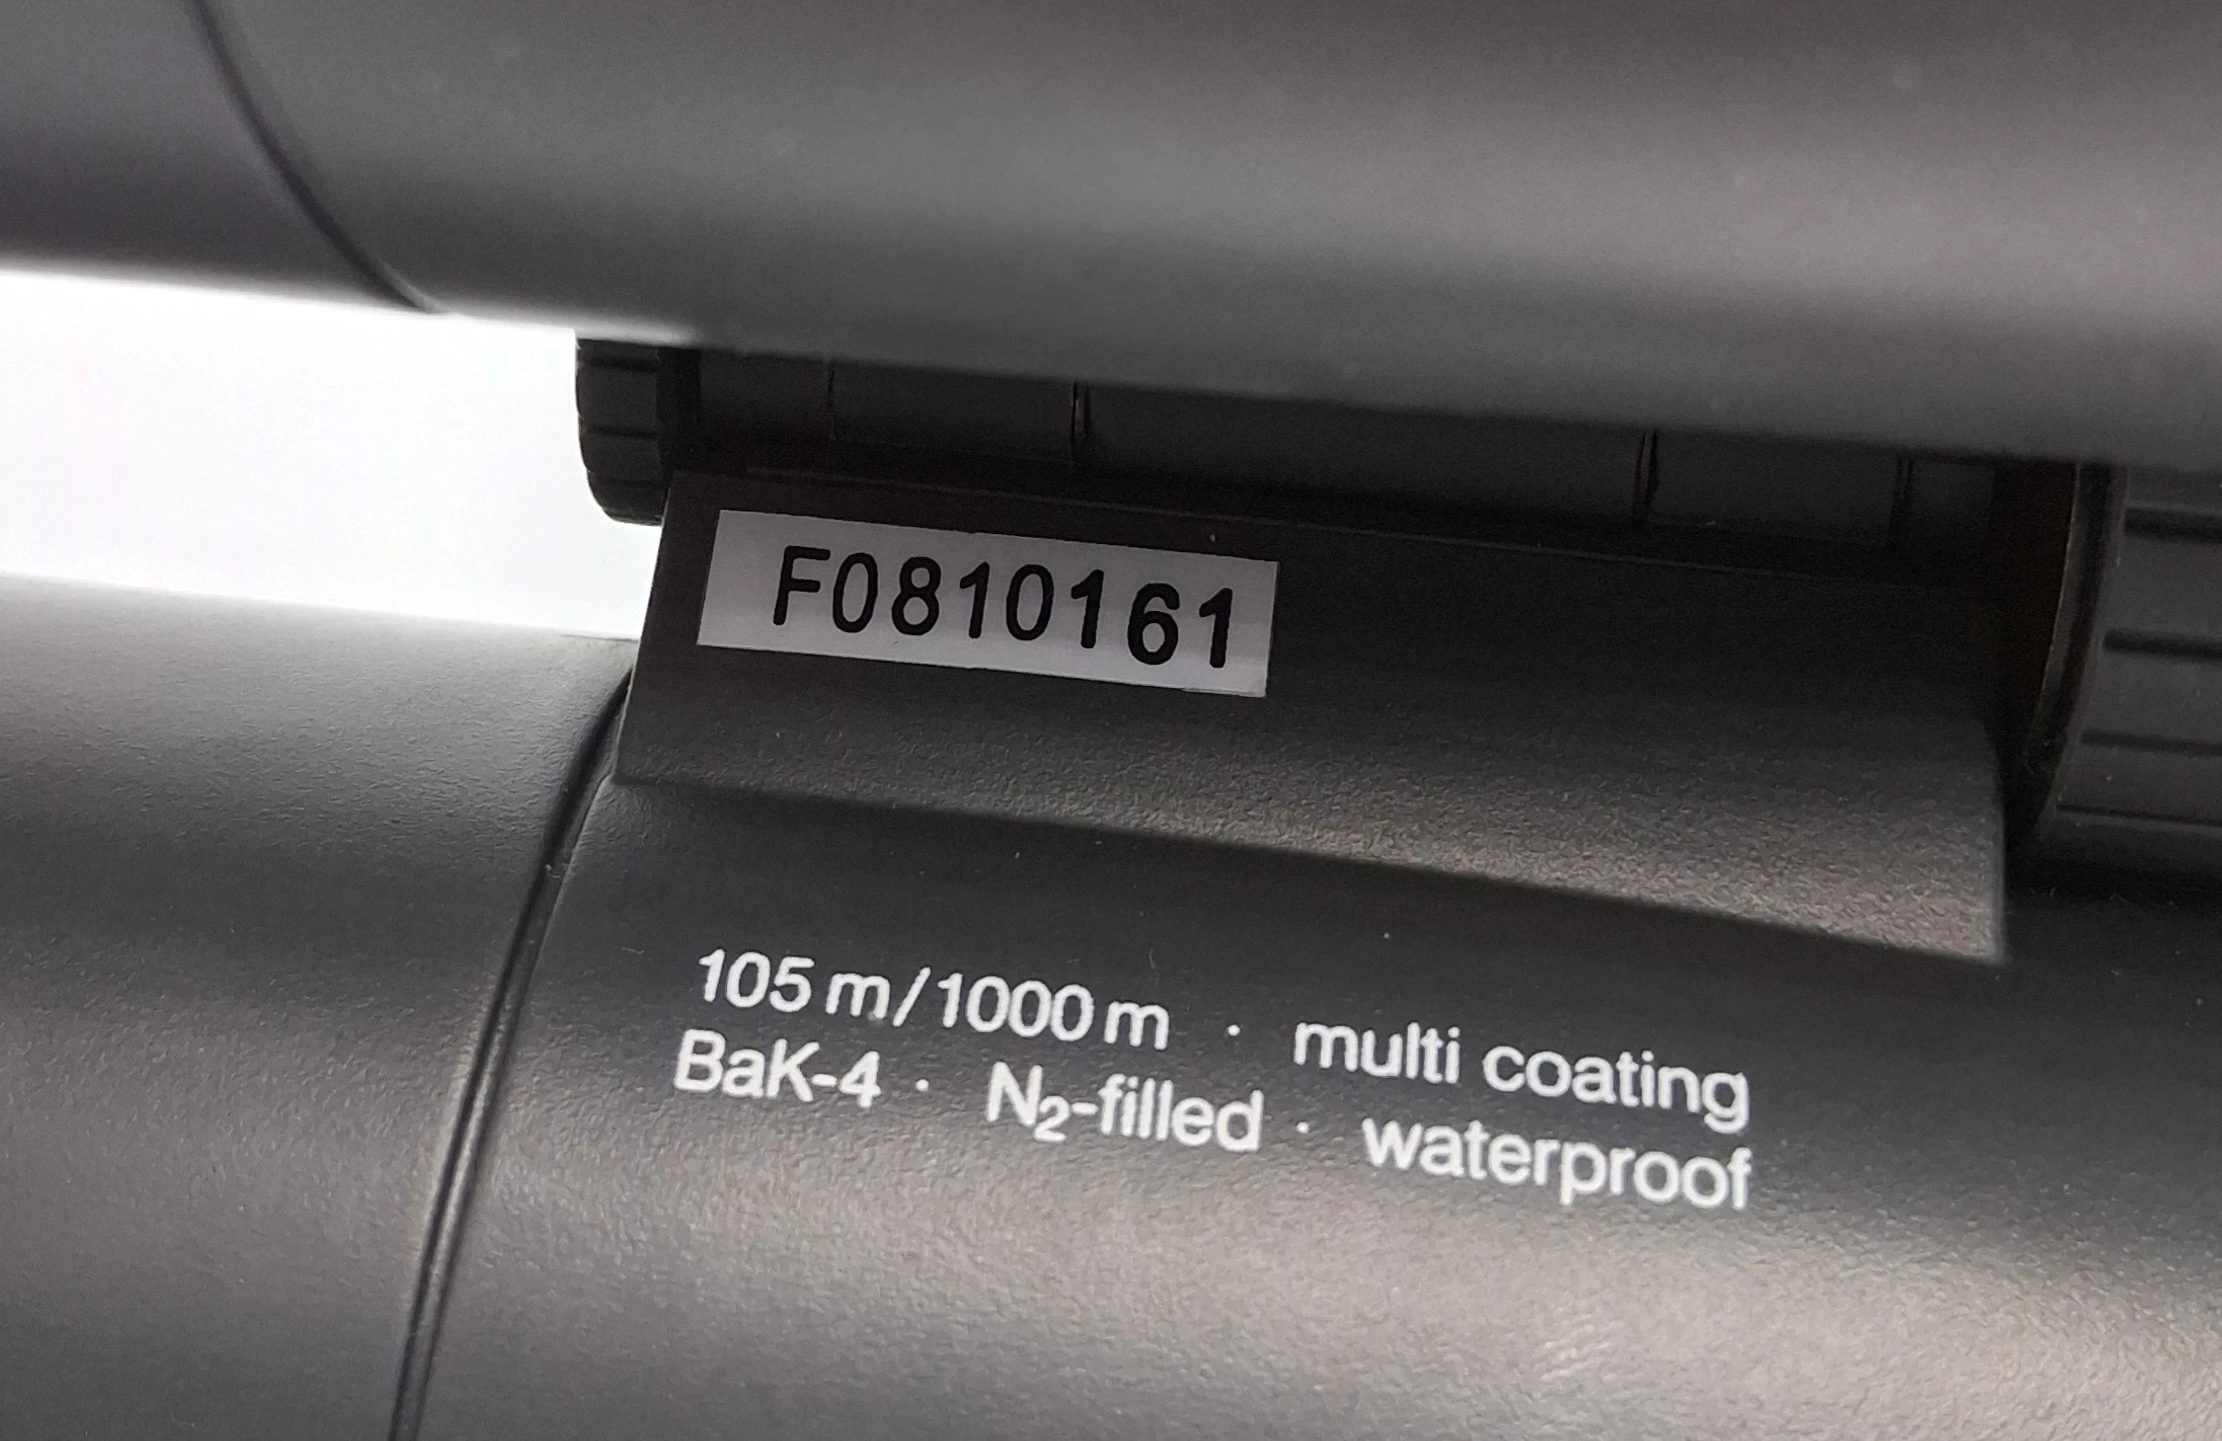 F0810161
105 m/1000 m · multi coating
BaK-4 · N₂-filled · waterproof